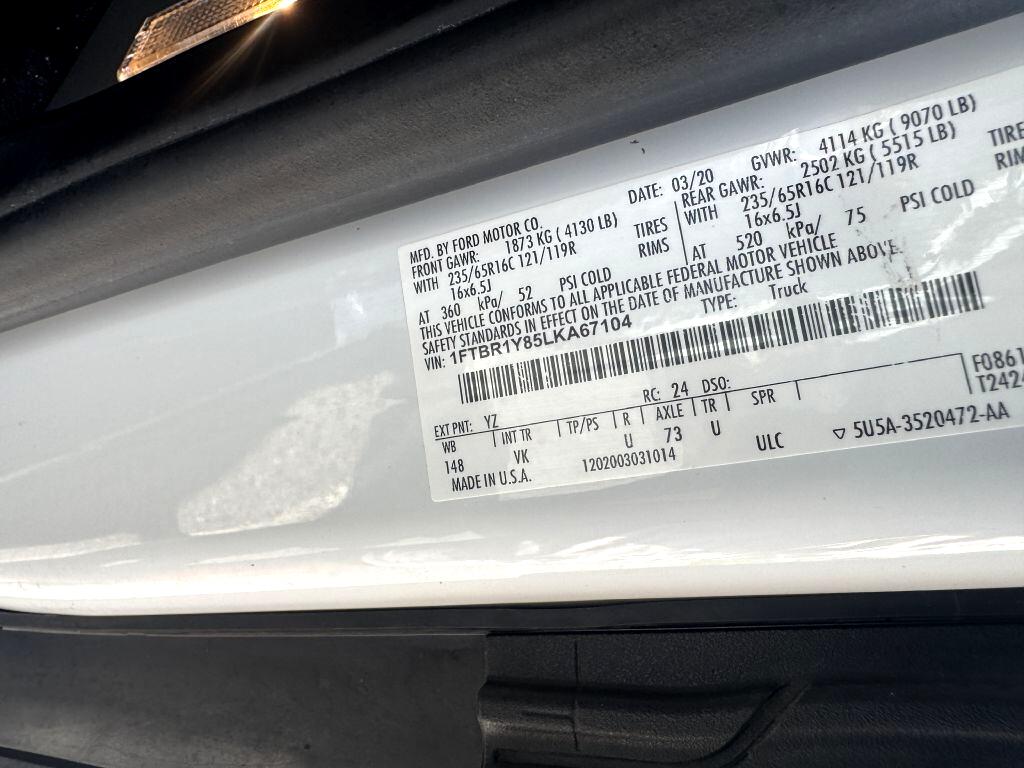 MFD. BY FORD MOTOR CO. DATE: 03/20 GVWR: 4114 KG ( 9070 LB)
FRONT GAWR: 1873 KG ( 4130 LB) REAR GAWR: 2502 KG ( 5515 LB)
WITH 235/65R16C 121/119R TIRES WITH 235/65R16C 121/119R TIRES
16x6.5J RIMS 16x6.5J RIMS
AT 360 kPa/ 52 PSI COLD AT 520 kPa/ 75 PSI COLD
THIS VEHICLE CONFORMS TO ALL APPLICABLE FEDERAL MOTOR VEHICLE
SAFETY STANDARDS IN EFFECT ON THE DATE OF MANUFACTURE SHOWN ABOVE.
VIN: 1FTBR1Y85LKA67104 TYPE: Truck
EXT PNT: YZ RC: 24 DSO: F0861
WB INT TR TP/PS R AXLE TR SPR T242
148 VK U 73 U ULC 5U5A-3520472-AA
MADE IN U.S.A. 1202003031014